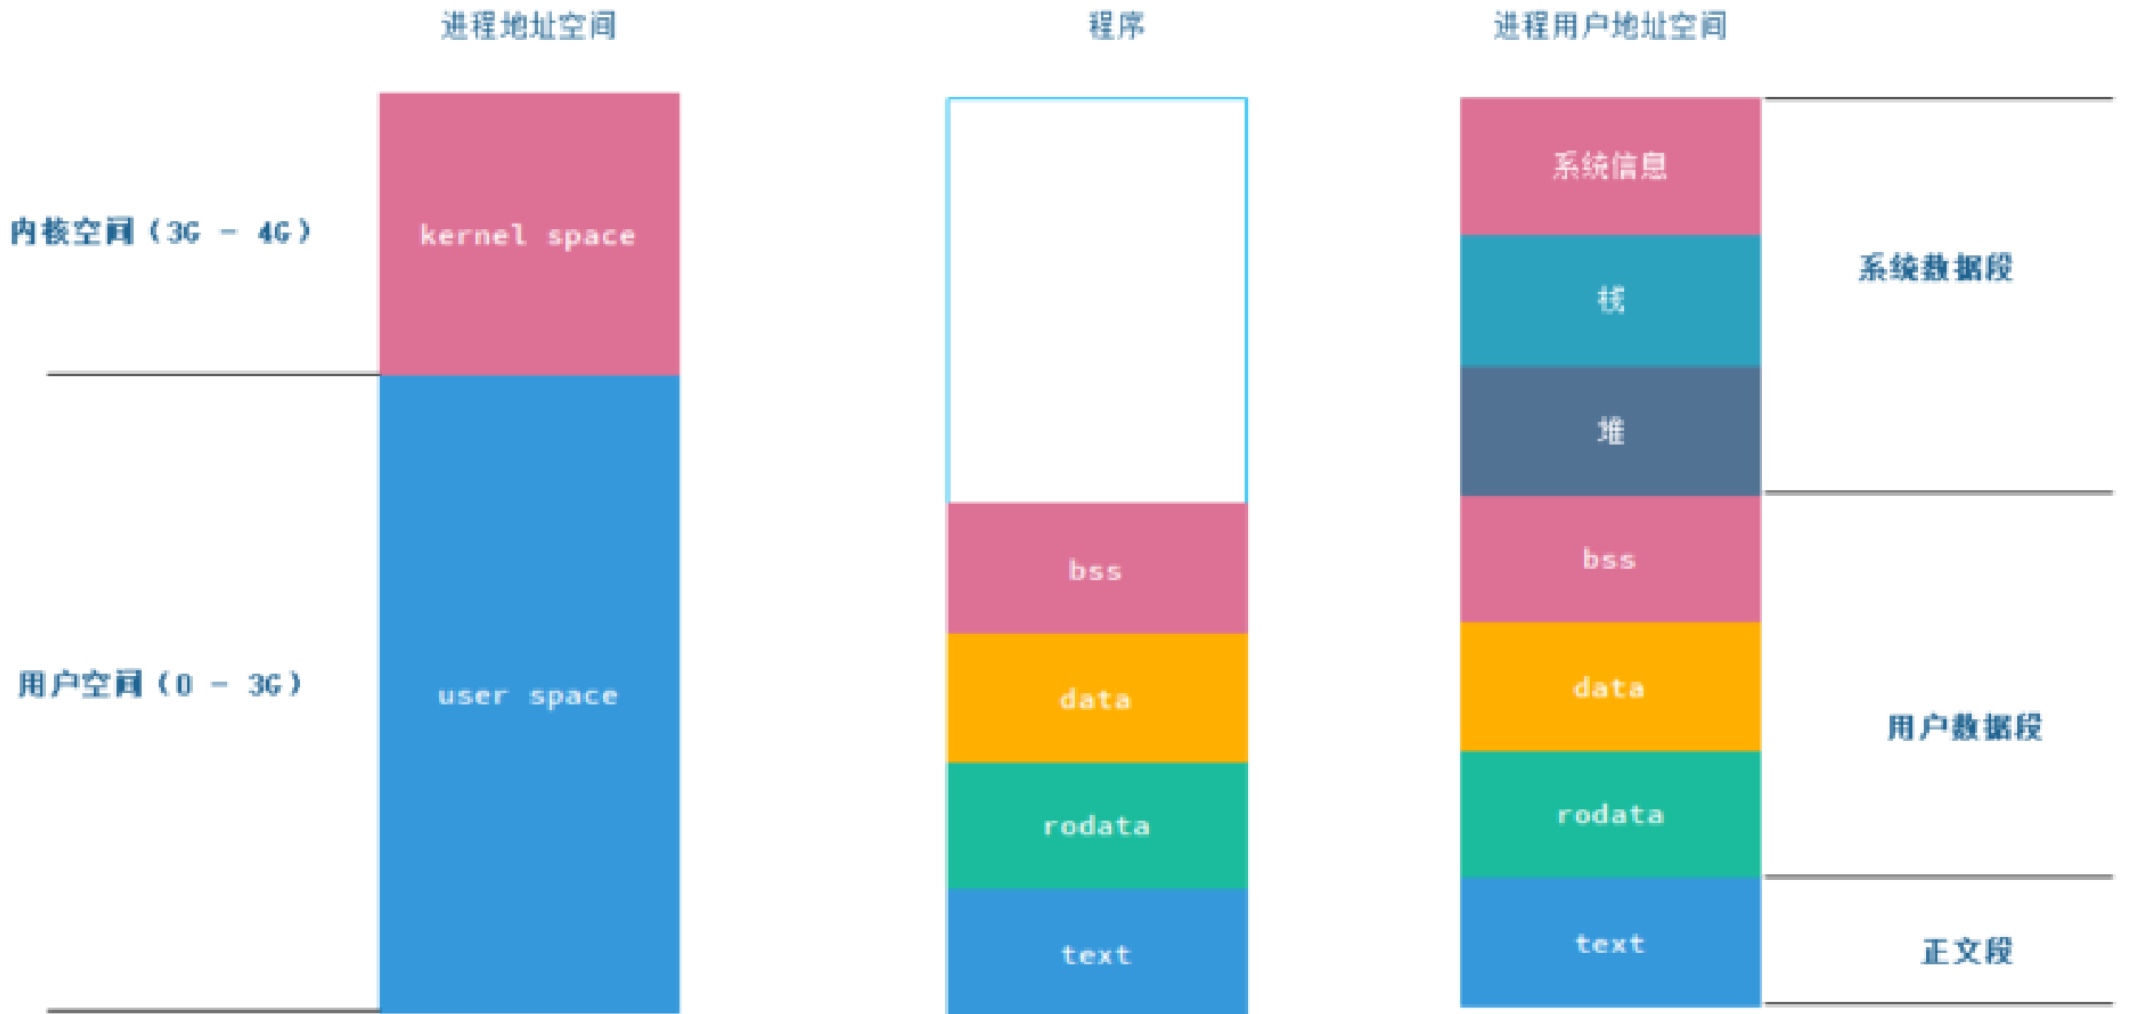 进程地址空间
程序
进程用户地址空间
内核空间（3G - 4G）
kernel space
用户空间（0 - 3G）
user space
bss
data
rodata
text
系统信息
栈
堆
bss
data
rodata
text
系统数据段
用户数据段
正文段